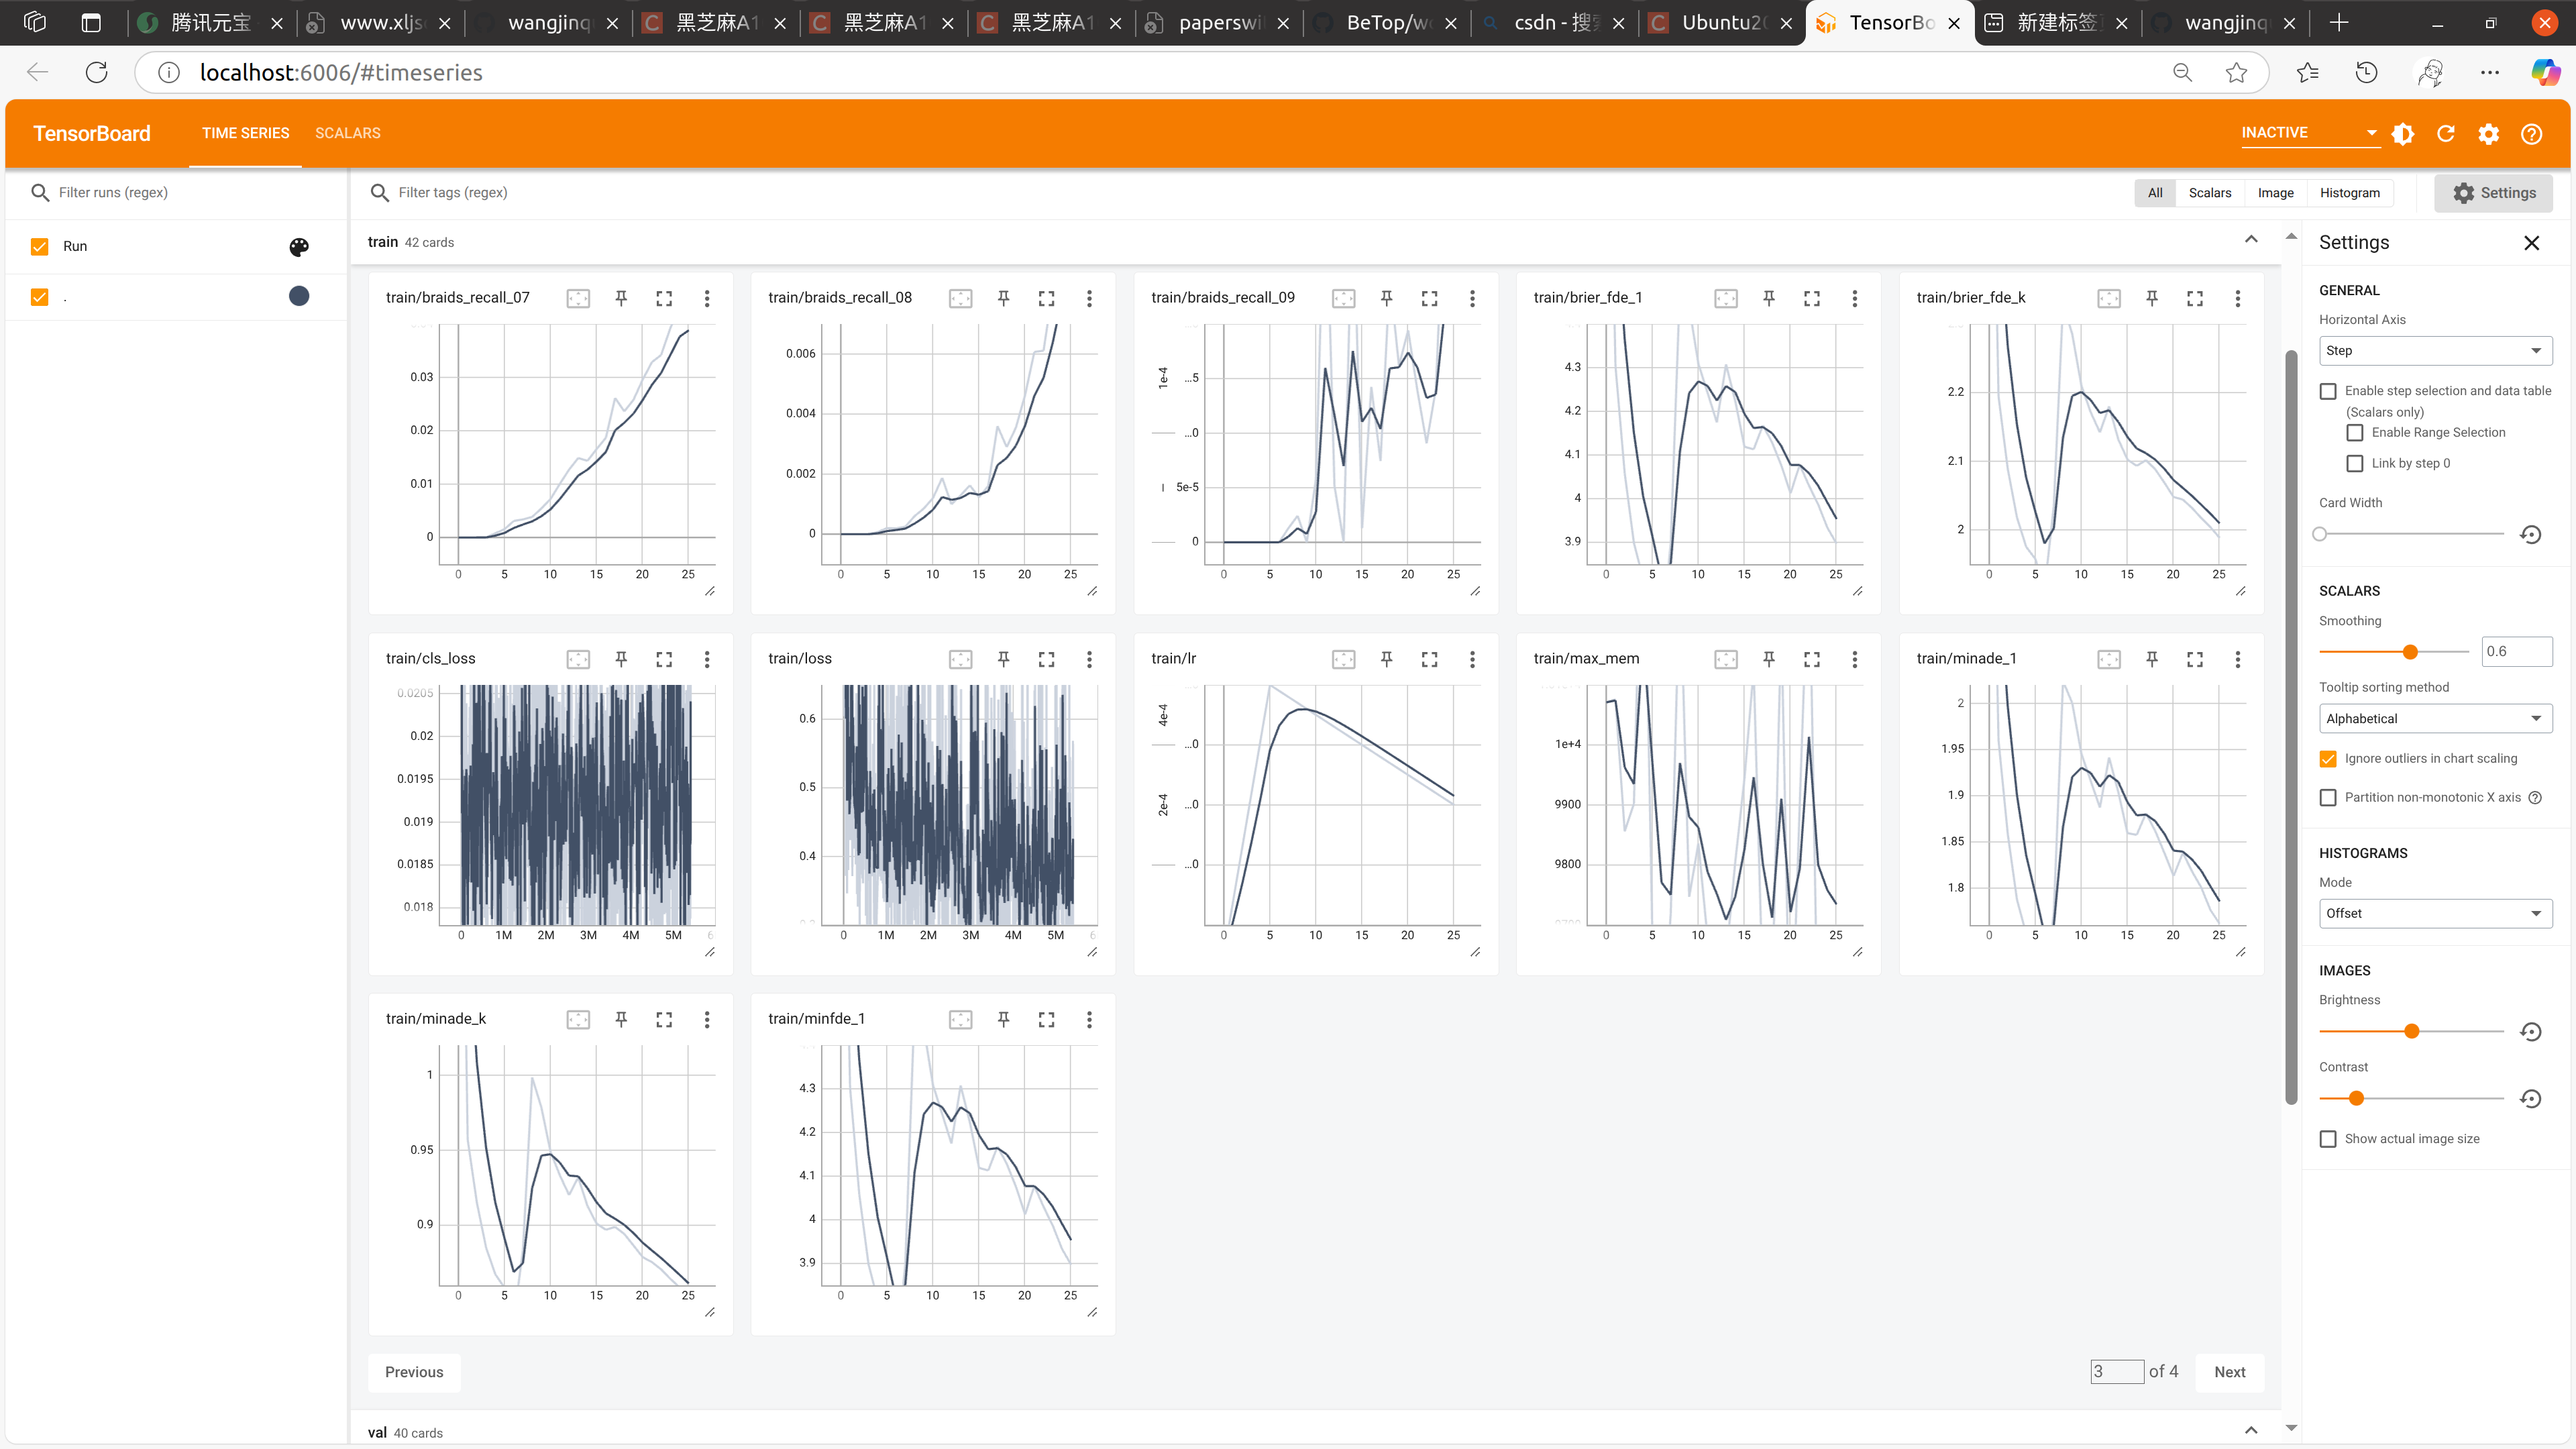 腾讯元宝
www.xljs
wangjinq
黑芝麻A1
黑芝麻A1
黑芝麻A1
paperswi
BeTop/wo
csdn - 搜
Ubuntu20
TensorBo
新建标签
wangjinq
localhost:6006/#timeseries
TensorBoard
TIME SERIES
SCALARS
INACTIVE
Filter runs (regex)
Filter tags (regex)
All
Scalars
Image
Histogram
Settings
Run
.
train 42 cards
train/braids_recall_07
0.03
0.02
0.01
0
0 5 10 15 20 25
train/braids_recall_08
0.006
0.004
0.002
0
0 5 10 15 20 25
train/braids_recall_09
1e-4
...5
...0
5e-5
0
0 5 10 15 20 25
train/brier_fde_1
4.3
4.2
4.1
4
3.9
0 5 10 15 20 25
train/brier_fde_k
2.2
2.1
2
0 5 10 15 20 25
train/cls_loss
0.0205
0.02
0.0195
0.019
0.0185
0.018
0 1M 2M 3M 4M 5M 6
train/loss
0.6
0.5
0.4
0 1M 2M 3M 4M 5M 6
train/lr
4e-4
...0
2e-4
...0
...0
0 5 10 15 20 25
train/max_mem
1e+4
9900
9800
0 5 10 15 20 25
train/minade_1
2
1.95
1.9
1.85
1.8
0 5 10 15 20 25
train/minade_k
1
0.95
0.9
0 5 10 15 20 25
train/minfde_1
4.3
4.2
4.1
4
3.9
0 5 10 15 20 25
Previous
3 of 4
Next
val 40 cards
Settings
GENERAL
Horizontal Axis
Step
Enable step selection and data table
(Scalars only)
Enable Range Selection
Link by step 0
Card Width
SCALARS
Smoothing
0.6
Tooltip sorting method
Alphabetical
Ignore outliers in chart scaling
Partition non-monotonic X axis
HISTOGRAMS
Mode
Offset
IMAGES
Brightness
Contrast
Show actual image size